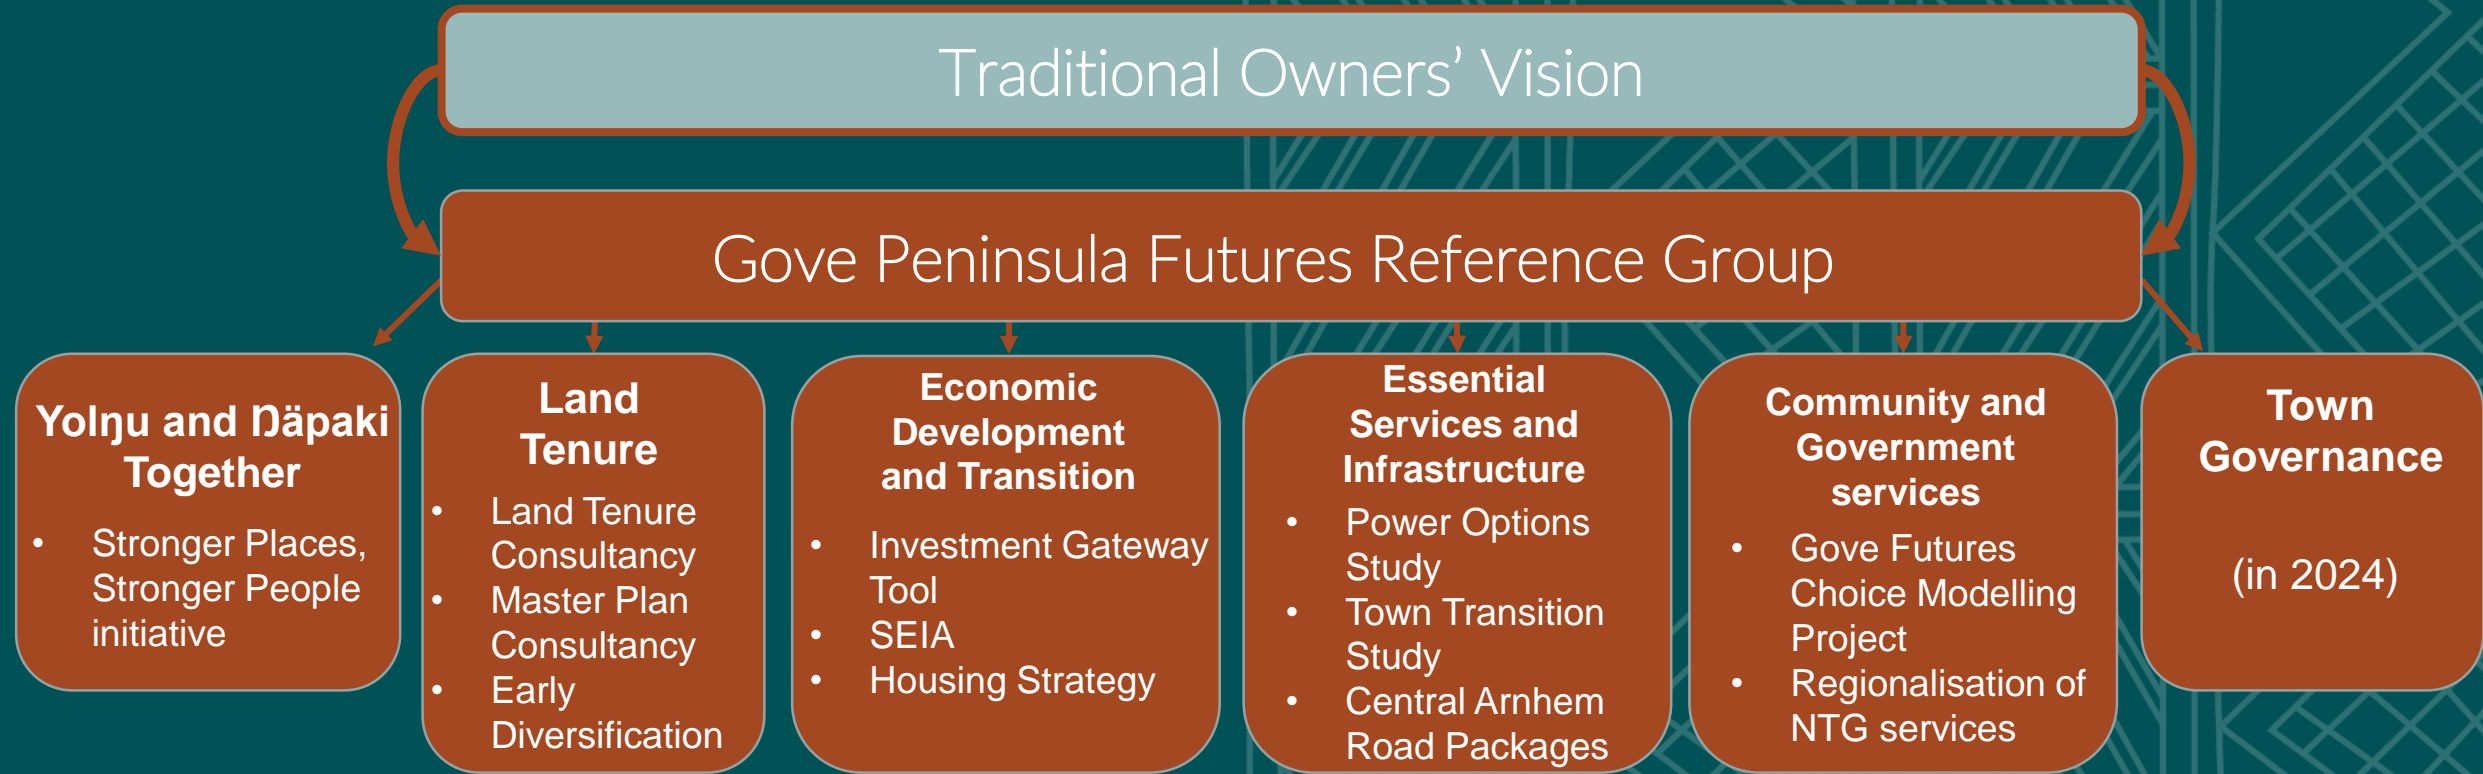 Traditional Owners’ Vision
Gove Peninsula Futures Reference Group
Yolŋu and Ŋäpaki
Together
• Stronger Places,
Stronger People
initiative
Land
Tenure
• Land Tenure
Consultancy
• Master Plan
Consultancy
• Early
Diversification
Economic
Development
and Transition
• Investment Gateway
Tool
• SEIA
• Housing Strategy
Essential
Services and
Infrastructure
• Power Options
Study
• Town Transition
Study
• Central Arnhem
Road Packages
Community and
Government
services
• Gove Futures
Choice Modelling
Project
• Regionalisation of
NTG services
Town
Governance
(in 2024)